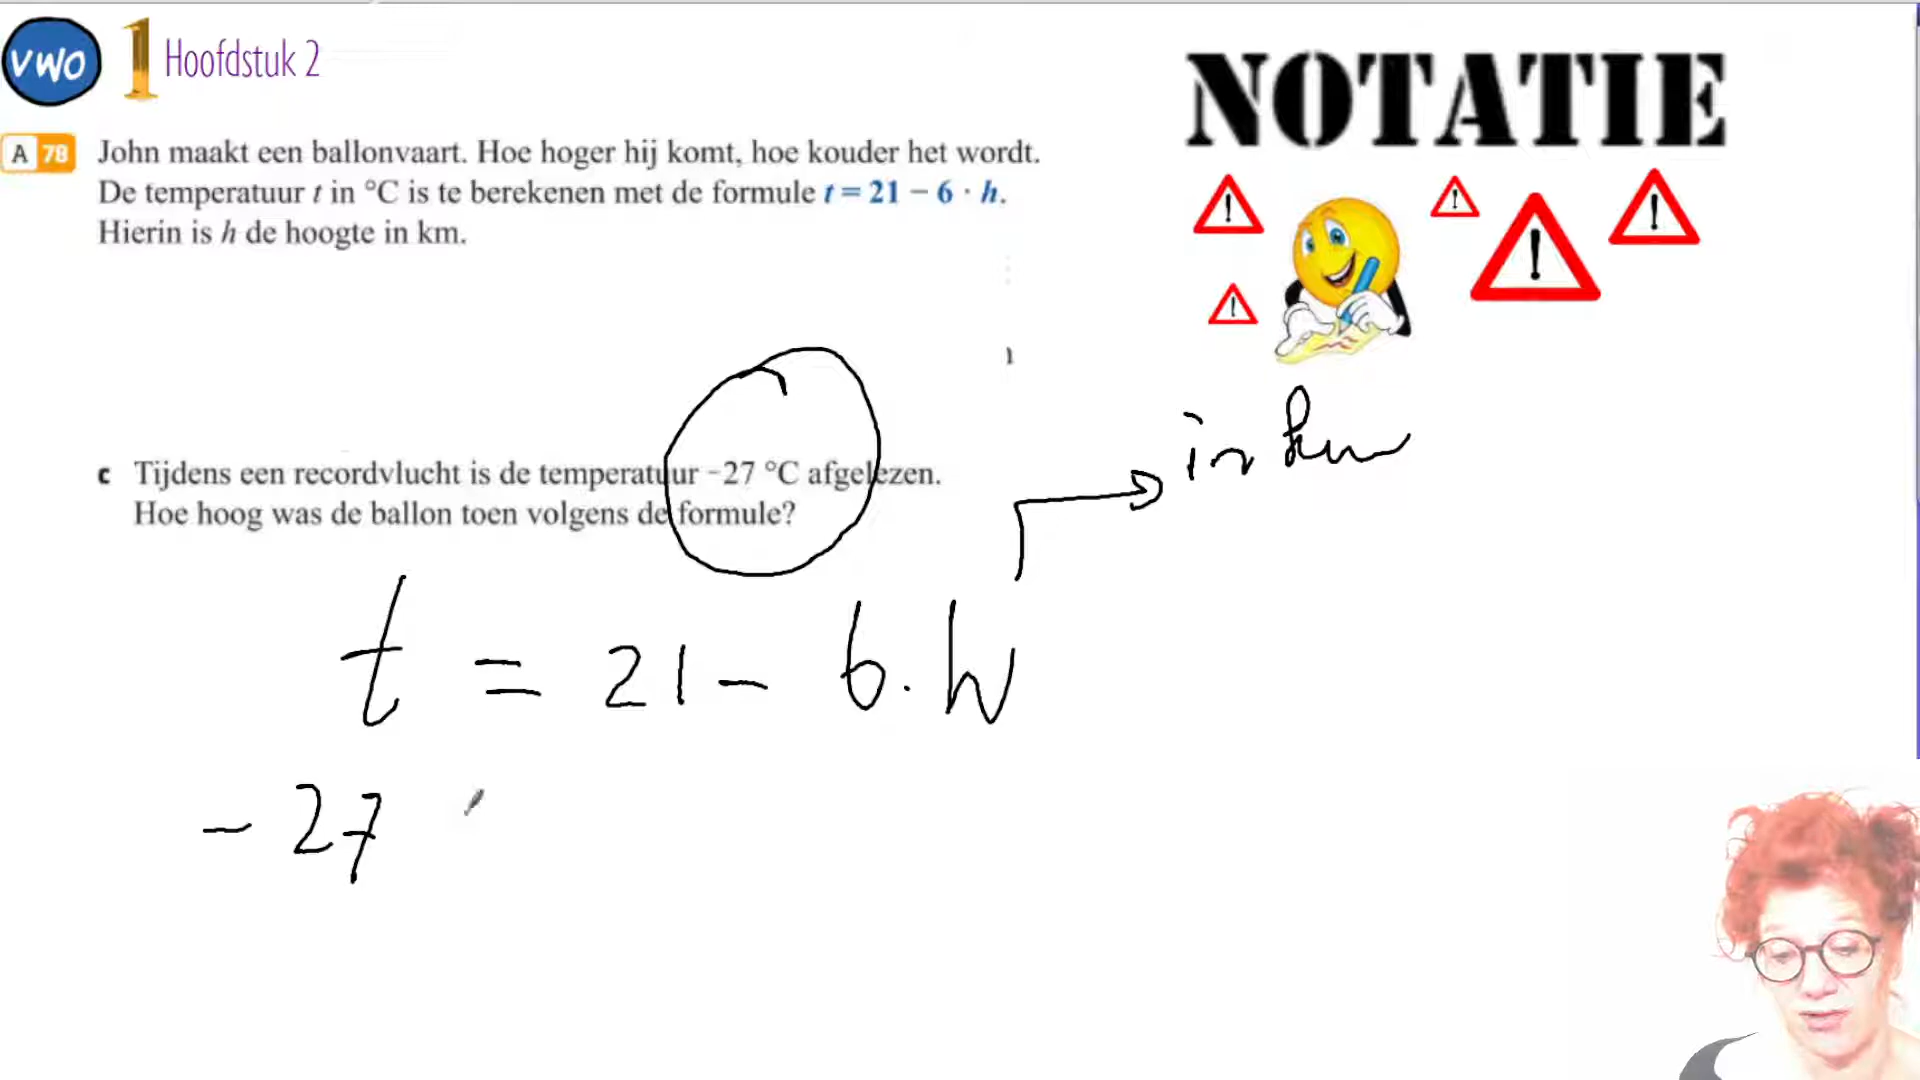 VWO 1 Hoofdstuk 2
NOTATIE
A 78 John maakt een ballonvaart. Hoe hoger hij komt, hoe kouder het wordt.
De temperatuur t in °C is te berekenen met de formule t = 21 − 6 · h.
Hierin is h de hoogte in km.
in km
c Tijdens een recordvlucht is de temperatuur −27 °C afgelezen.
Hoe hoog was de ballon toen volgens de formule?
t = 21 − 6 · h
− 27